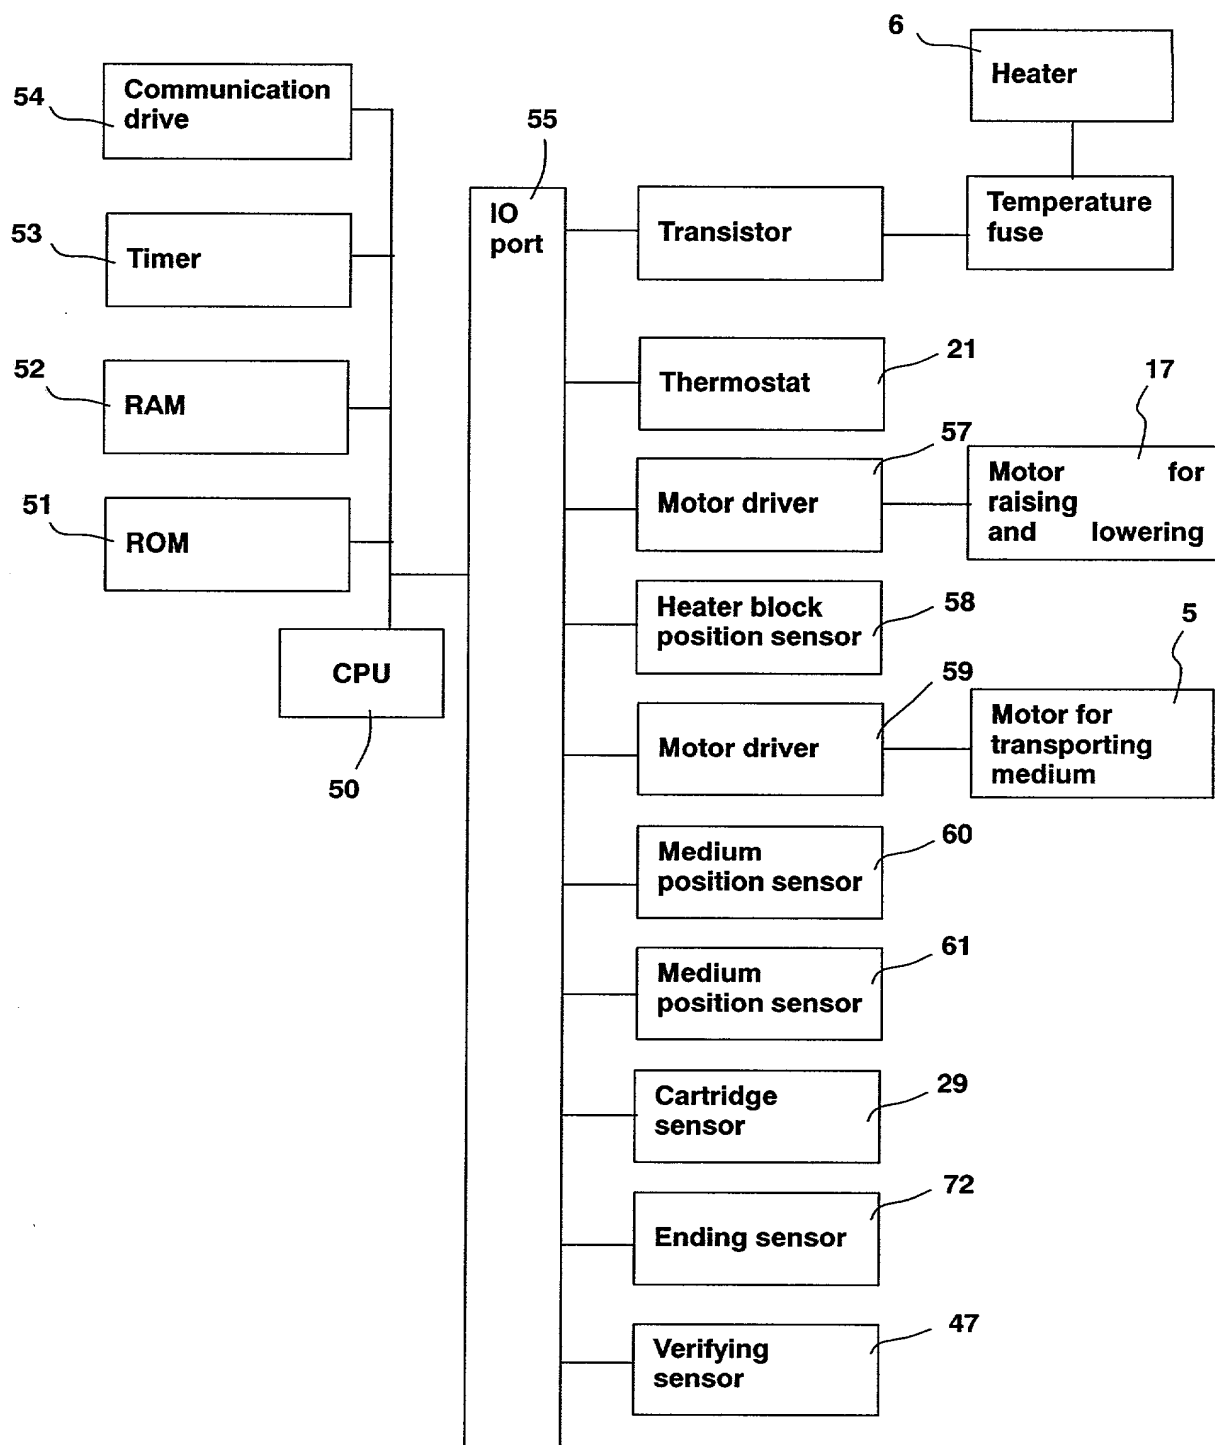 6
Heater
54
Communication
drive
55
IO
port
Transistor
Temperature
fuse
53
Timer
52
RAM
Thermostat
21
17
57
Motor driver
Motor for
raising
and lowering
51
ROM
Heater block
position sensor
58
5
CPU
50
59
Motor driver
Motor for
transporting
medium
Medium
position sensor
60
Medium
position sensor
61
Cartridge
sensor
29
Ending sensor
72
Verifying
sensor
47